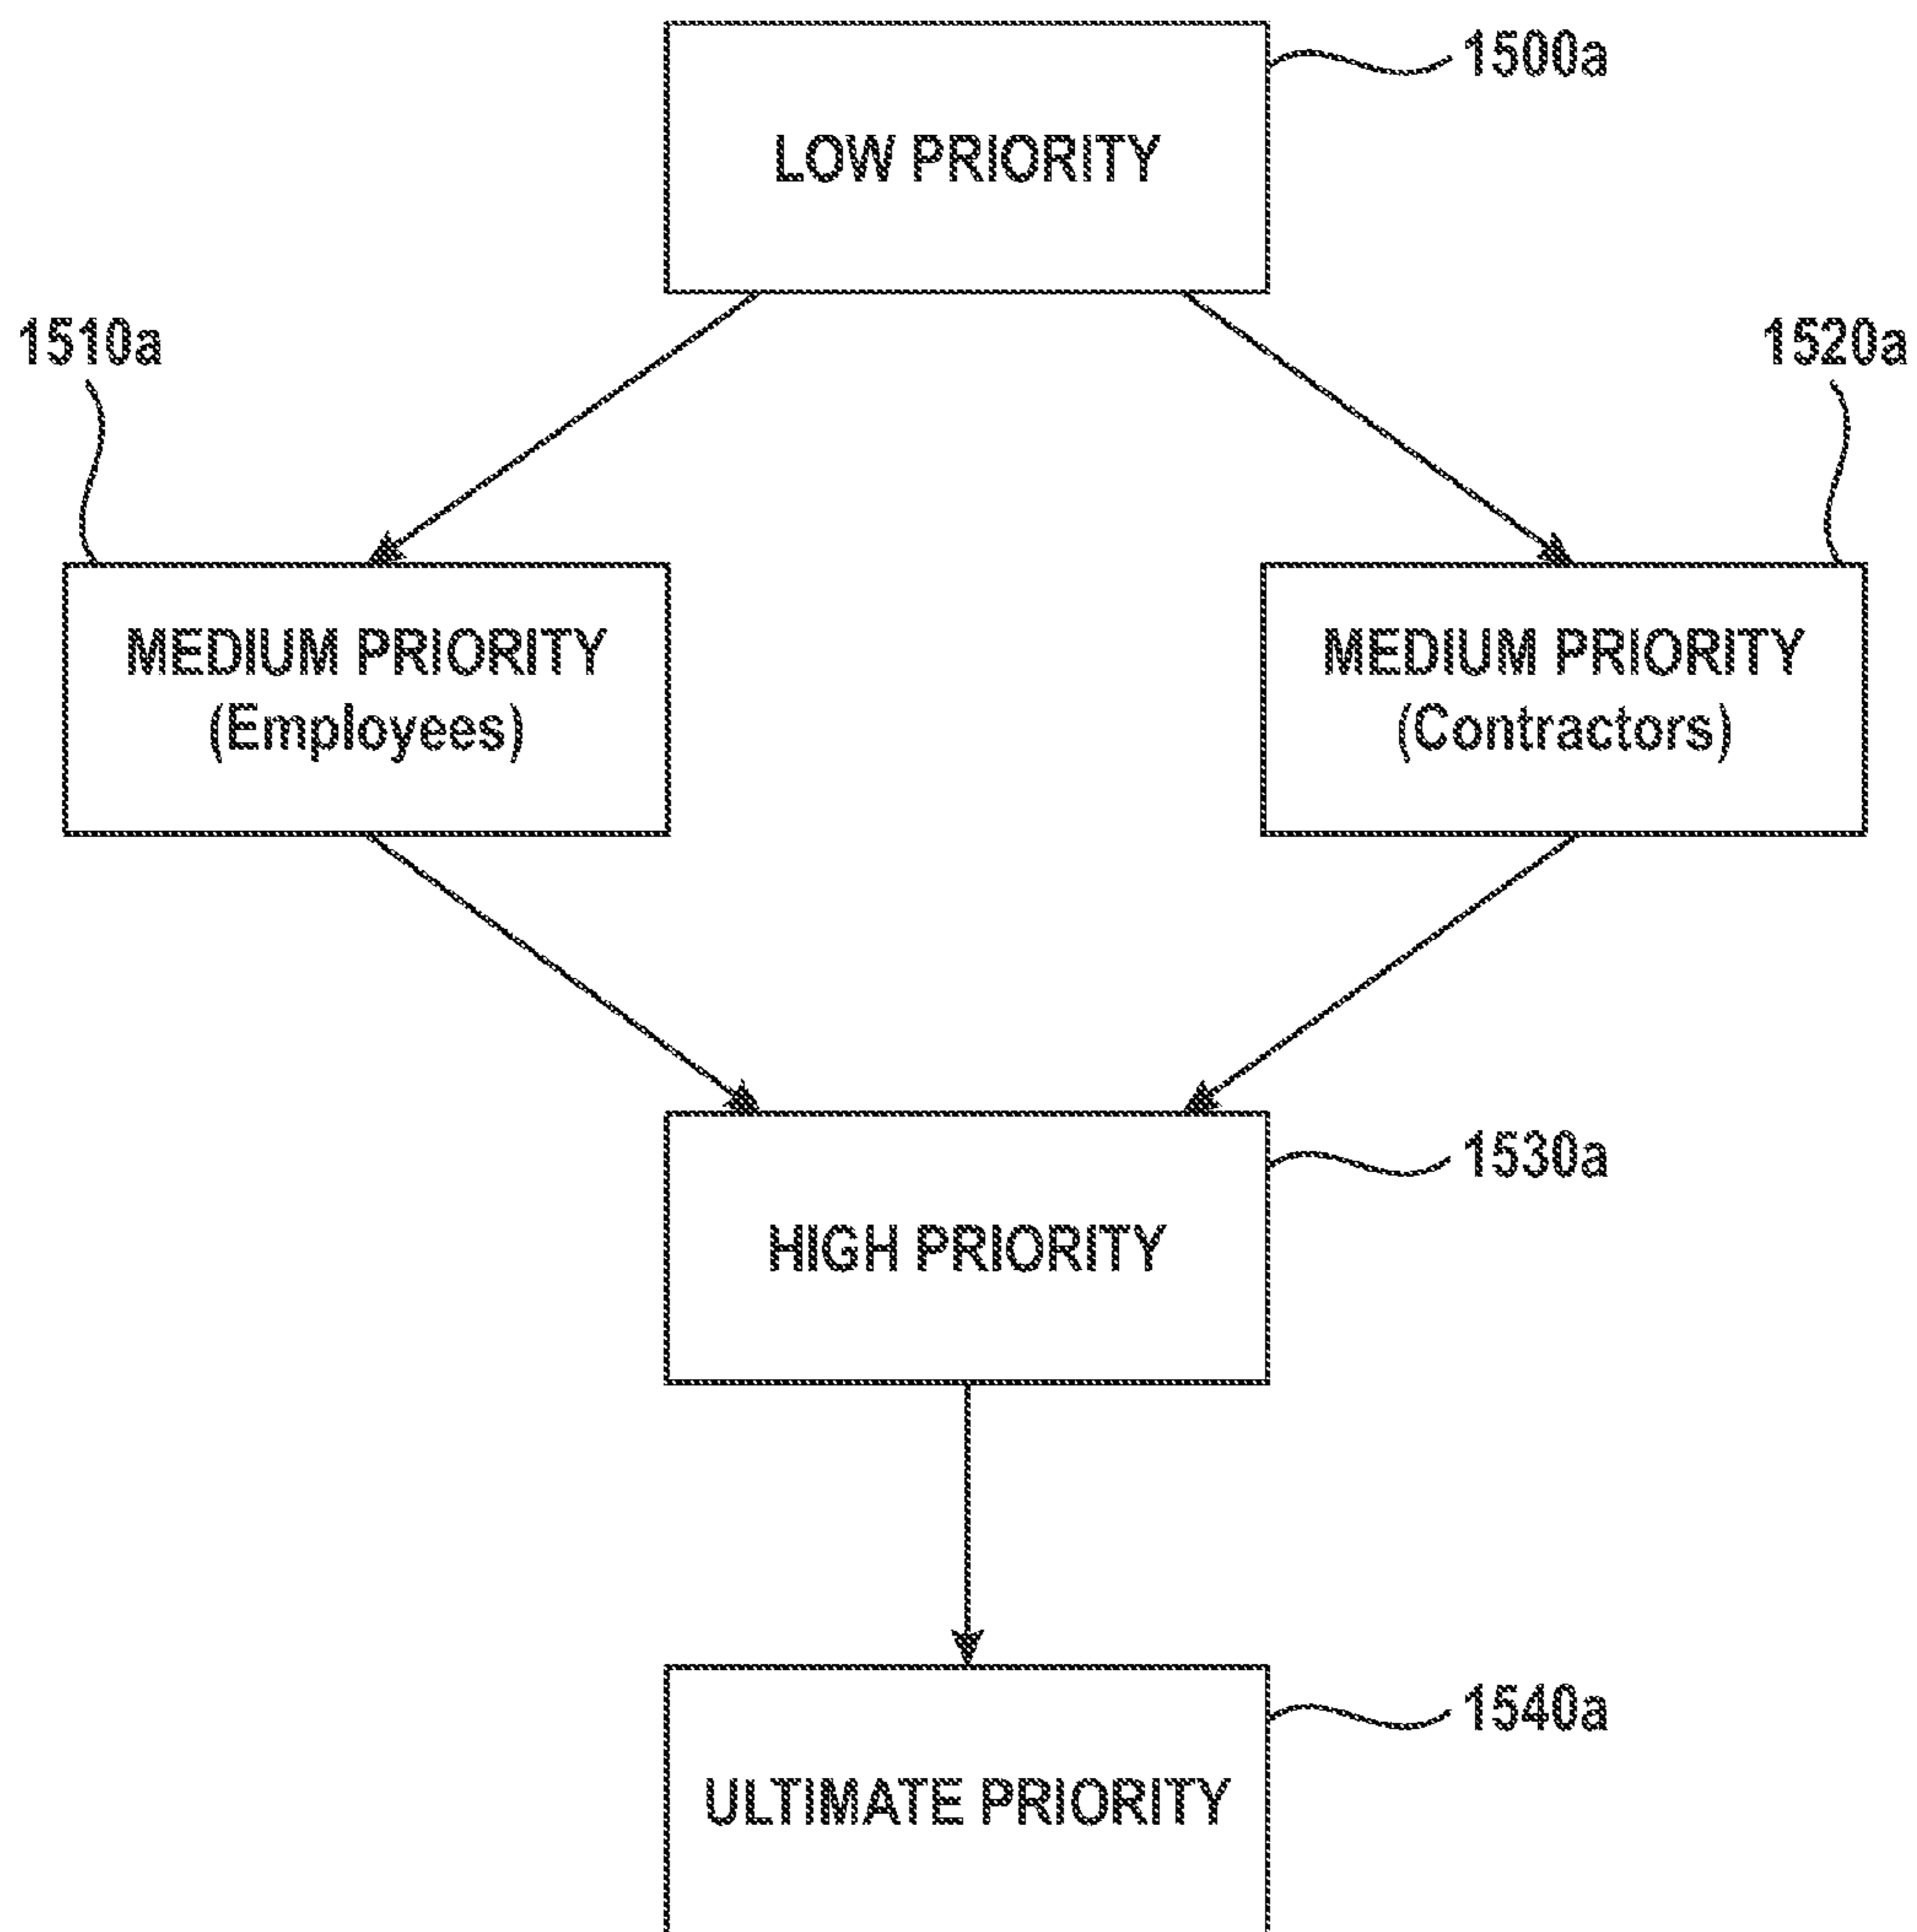 1500a
LOW PRIORITY
1510a
1520a
MEDIUM PRIORITY
(Employees)
MEDIUM PRIORITY
(Contractors)
1530a
HIGH PRIORITY
1540a
ULTIMATE PRIORITY